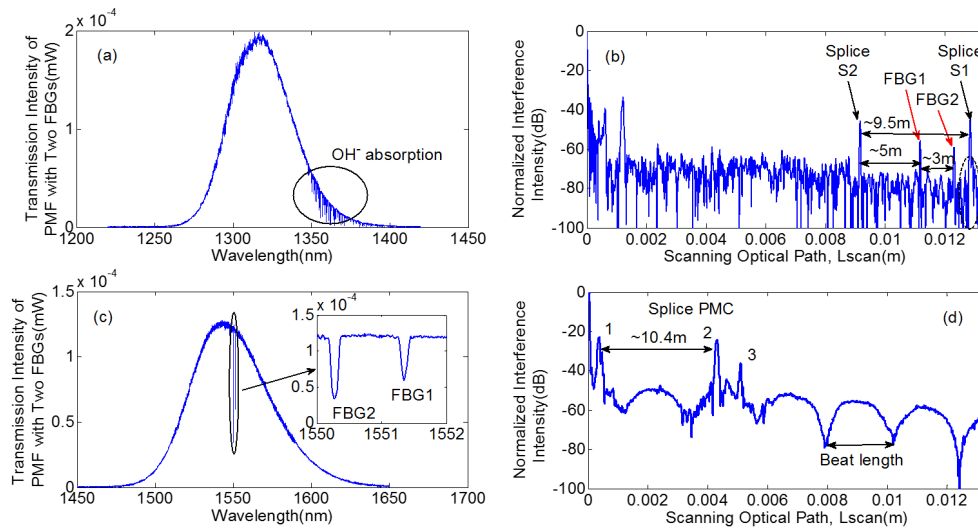 (a)
x 10⁻⁴
Transmission Intensity of
PMF with Two FBGs(mW)
2
1
0
OH⁻ absorption
1200 1250 1300 1350 1400 1450
Wavelength(nm)
(b)
Normalized Interference
Intensity(dB)
0
-20
-40
-60
-80
-100
Splice
S2
Splice
S1
FBG1
FBG2
~9.5m
~5m
~3m
0 0.002 0.004 0.006 0.008 0.01 0.012
Scanning Optical Path, Lscan(m)
(c)
x 10⁻⁴
Transmission Intensity of
PMF with Two FBGs(mW)
1.5
1
0.5
0
x 10⁻⁴
1.5
1
0.5
0
FBG2
FBG1
1550 1551 1552
1450 1500 1550 1600 1650 1700
Wavelength(nm)
(d)
Normalized Interference
Intensity(dB)
0
-20
-40
-60
-80
-100
Splice PMC
1
~10.4m
2
3
Beat length
0 0.002 0.004 0.006 0.008 0.01 0.012
Scanning Optical Path, Lscan(m)